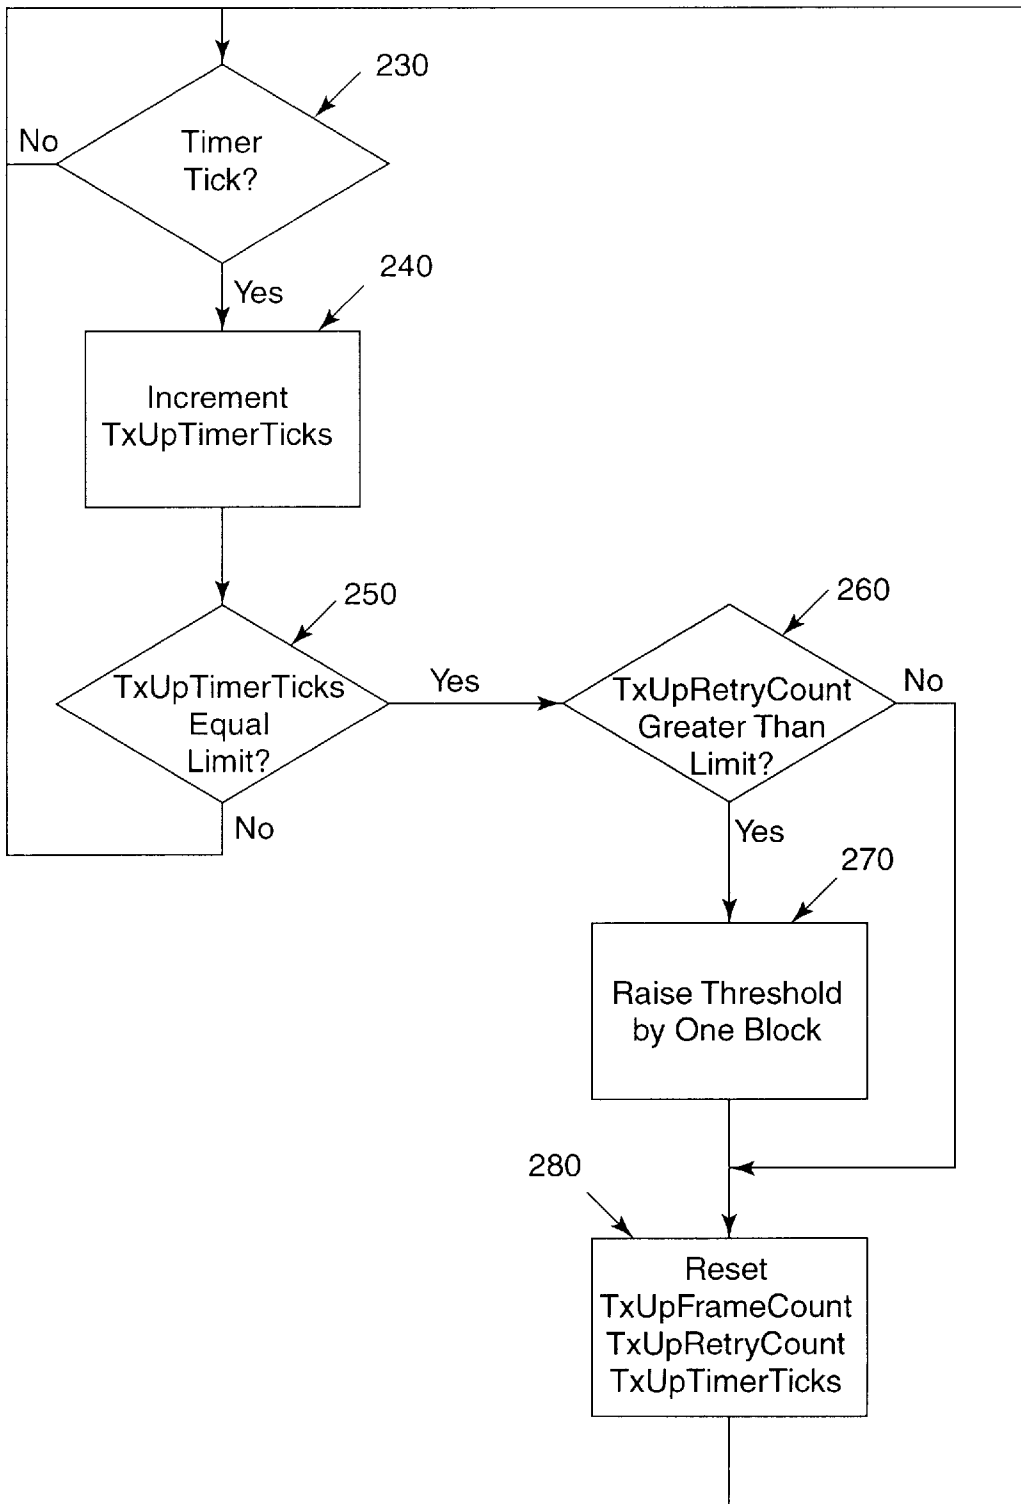 230
No
Timer
Tick?
240
Yes
Increment
TxUpTimerTicks
250
260
TxUpTimerTicks
Equal
Limit?
Yes
TxUpRetryCount
Greater Than
Limit?
No
No
Yes
270
Raise Threshold
by One Block
280
Reset
TxUpFrameCount
TxUpRetryCount
TxUpTimerTicks